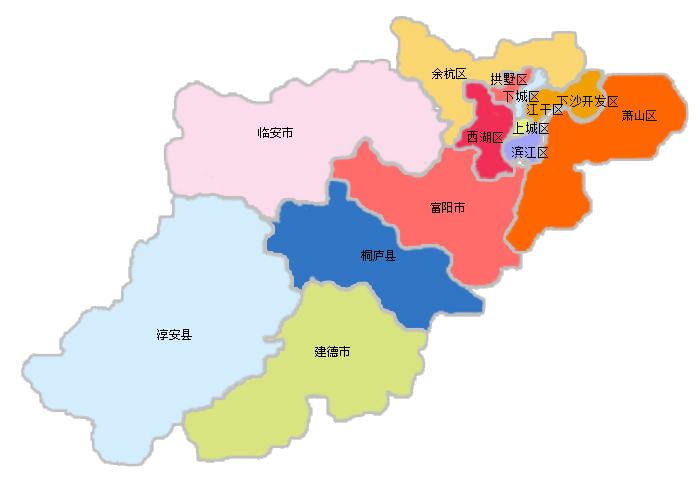 余杭区
拱墅区
下城区
下沙开发区
江干区
萧山区
上城区
临安市
西湖区
滨江区
富阳市
桐庐县
淳安县
建德市